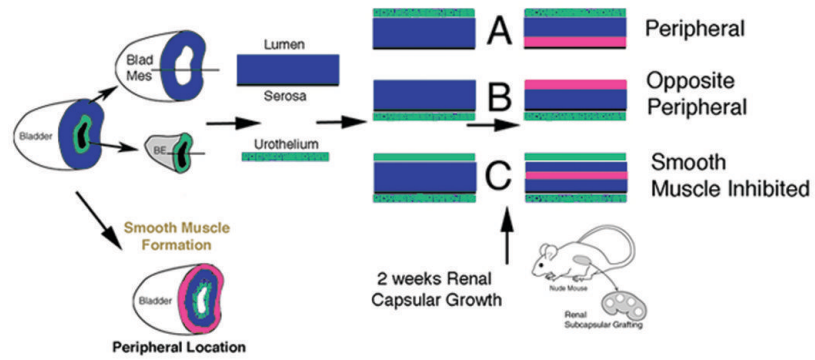 Blad
Mes
Bladder
BE
Lumen
Serosa
Urothelium
A
Peripheral
B
Opposite
Peripheral
C
Smooth
Muscle Inhibited
Smooth Muscle
Formation
Bladder
Peripheral Location
2 weeks Renal
Capsular Growth
Nude Mouse
Renal
Subcapsular Grafting